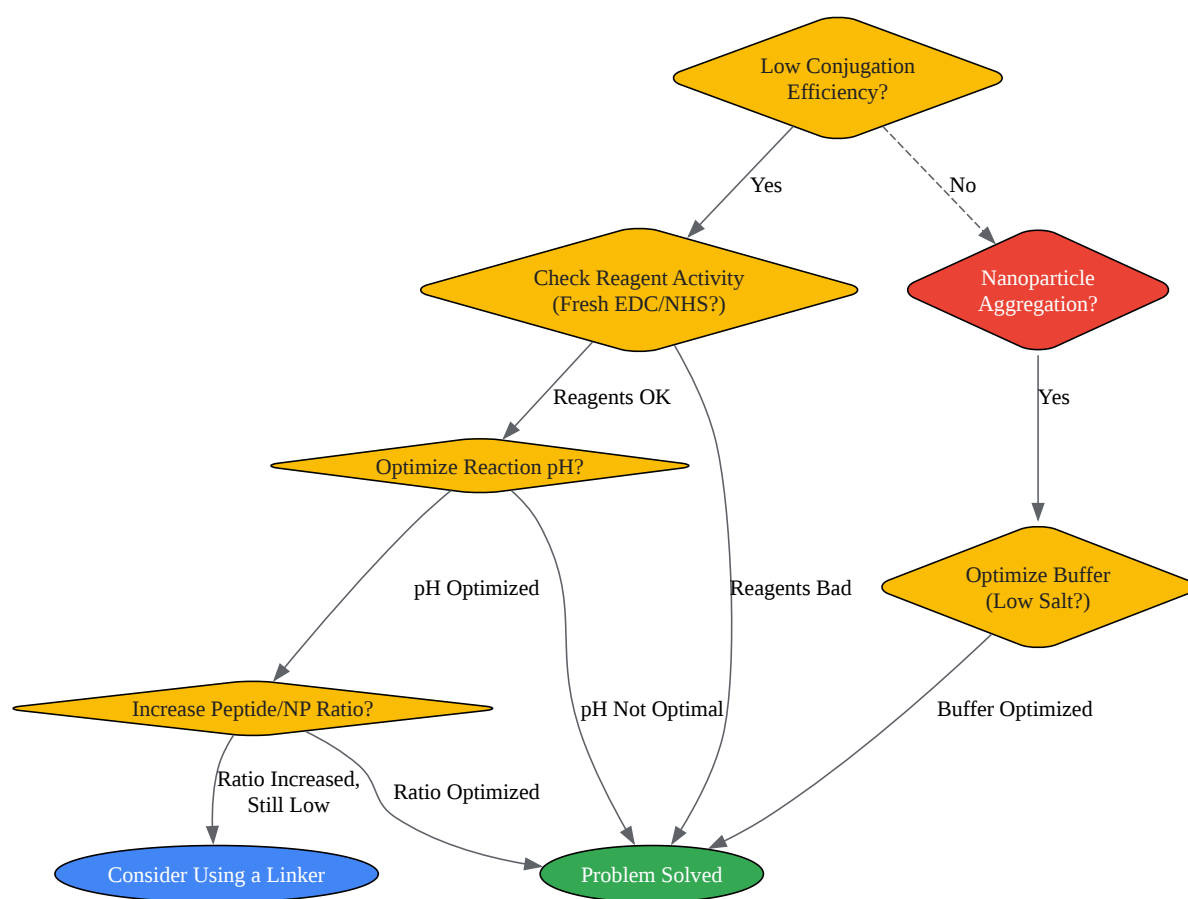 Low Conjugation
Efficiency?
Yes
No
Check Reagent Activity
(Fresh EDC/NHS?)
Nanoparticle
Aggregation?
Reagents OK
Yes
Optimize Reaction pH?
Optimize Buffer
(Low Salt?)
pH Optimized
Reagents Bad
Increase Peptide/NP Ratio?
pH Not Optimal
Buffer Optimized
Ratio Increased,
Still Low
Ratio Optimized
Consider Using a Linker
Problem Solved